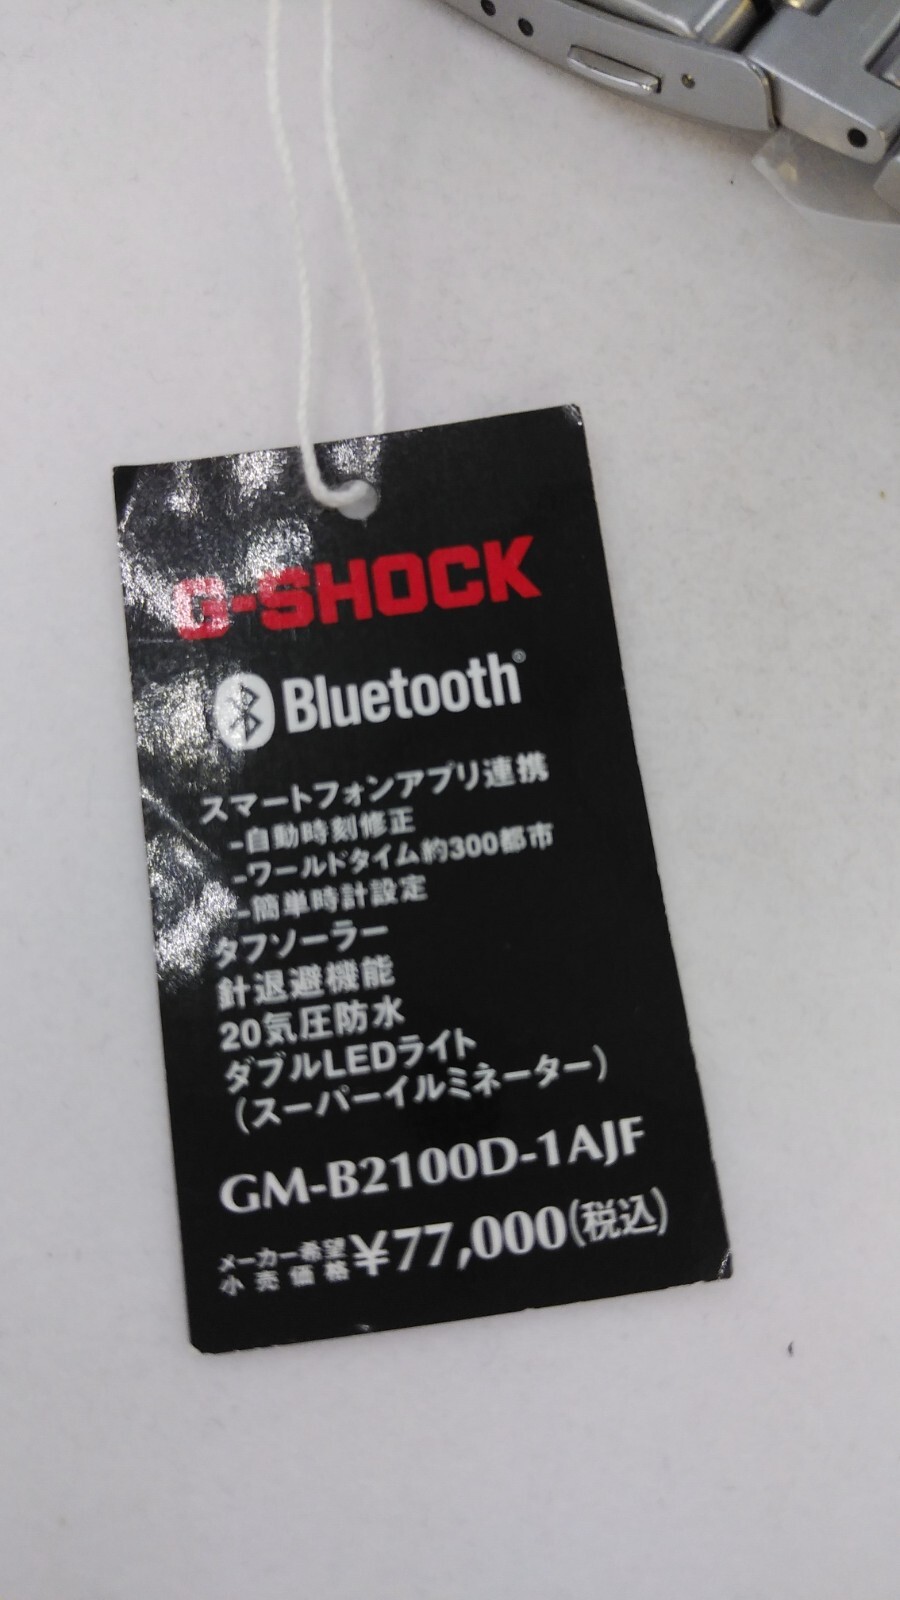 G-SHOCK
Bluetooth®
スマートフォンアプリ連携
-自動時刻修正
-ワールドタイム約300都市
-簡単時計設定
タフソーラー
針退避機能
20気圧防水
ダブルLEDライト
(スーパーイルミネーター)
GM-B2100D-1AJF
メーカー希望小売価格 ¥77,000(税込)